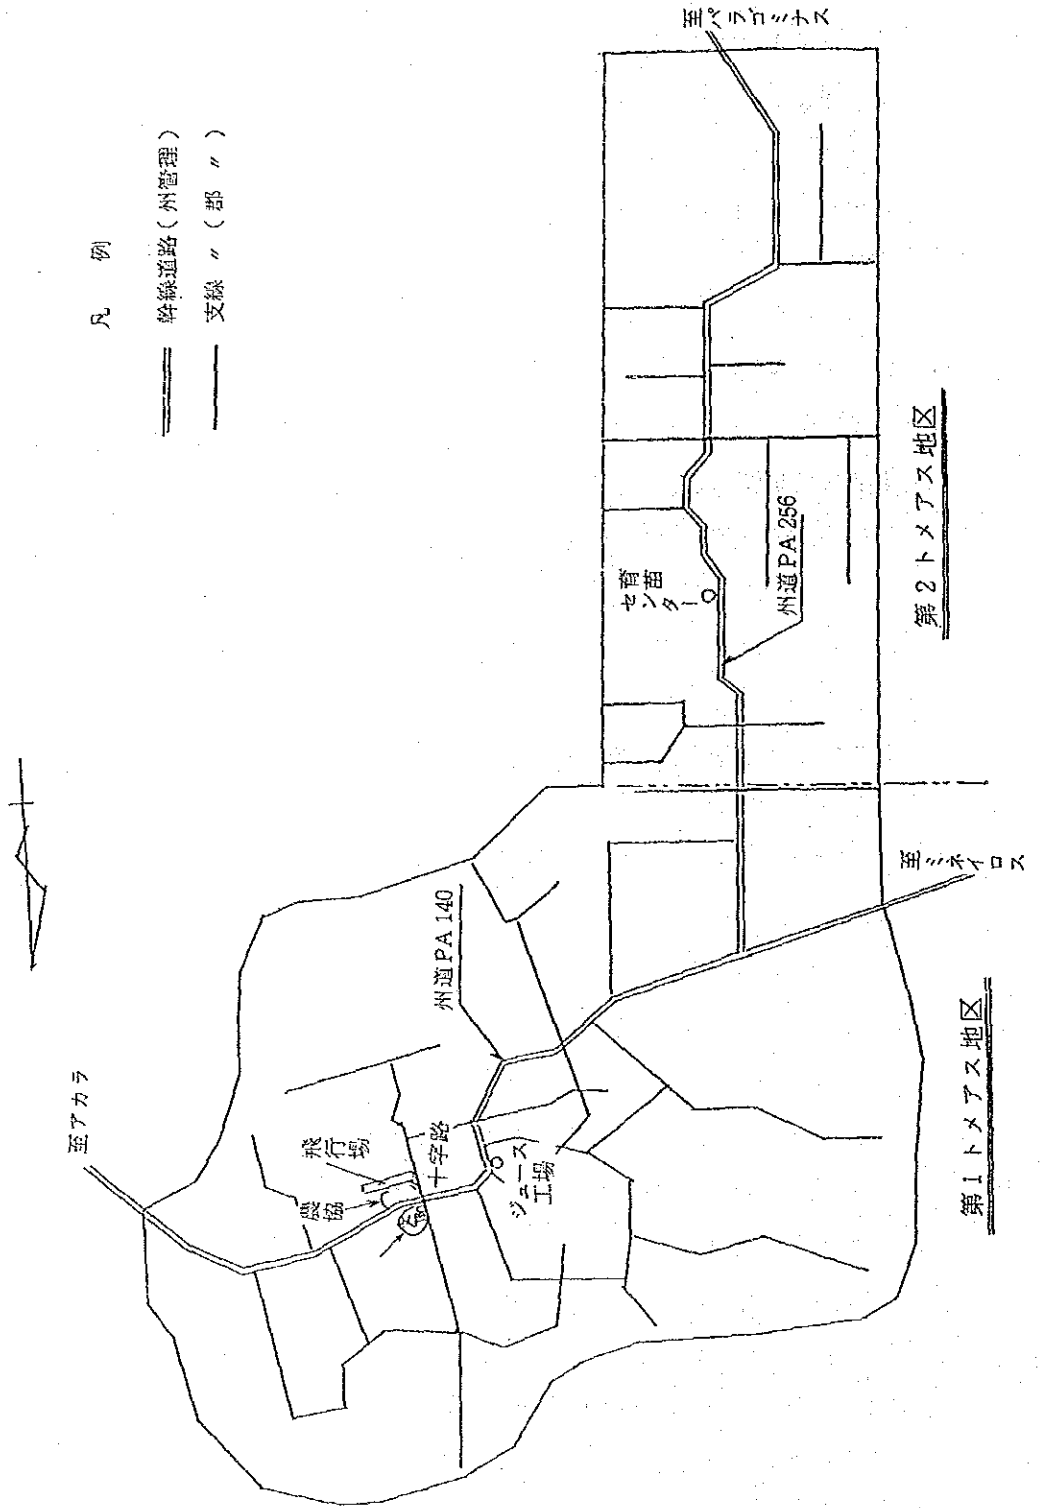 凡　例
幹線道路（州管理）
支線　〃（郡　〃）
至アカラ
飛行場
農協
十字路
ジュース
工場
州道PA 140
至ミネイロス
第1トメアス地区
育苗
センター
州道PA 256
第2トメアス地区
至パラゴミナス